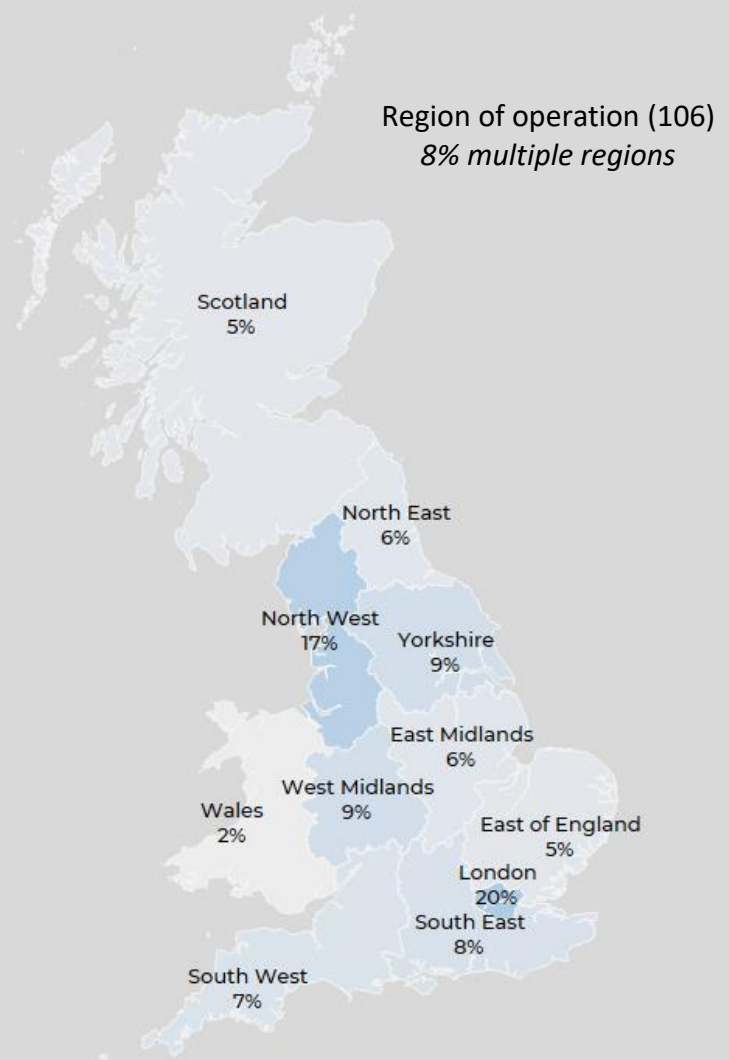 Region of operation (106)
8% multiple regions
Scotland
5%
North East
6%
North West
17%
Yorkshire
9%
East Midlands
6%
West Midlands
9%
Wales
2%
East of England
5%
London
20%
South East
8%
South West
7%